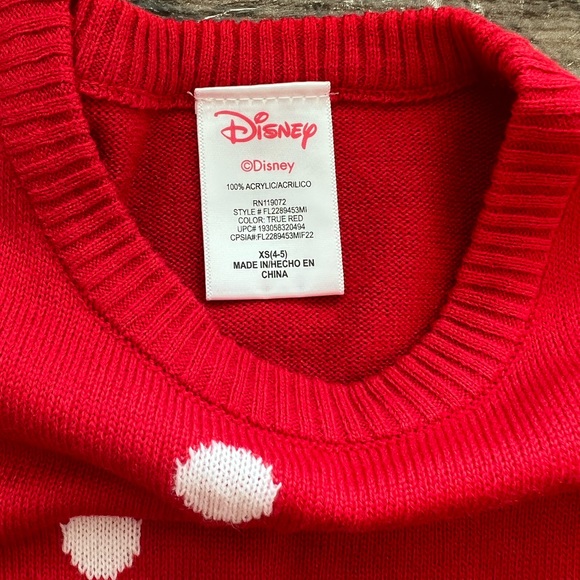 Disney
©Disney
100% ACRYLIC/ACRILICO
RN119072
STYLE # FL2289453MI
COLOR: TRUE RED
UPC# 193058320494
CPSIA#:FL2289453MIF22
XS(4-5)
MADE IN/HECHO EN
CHINA